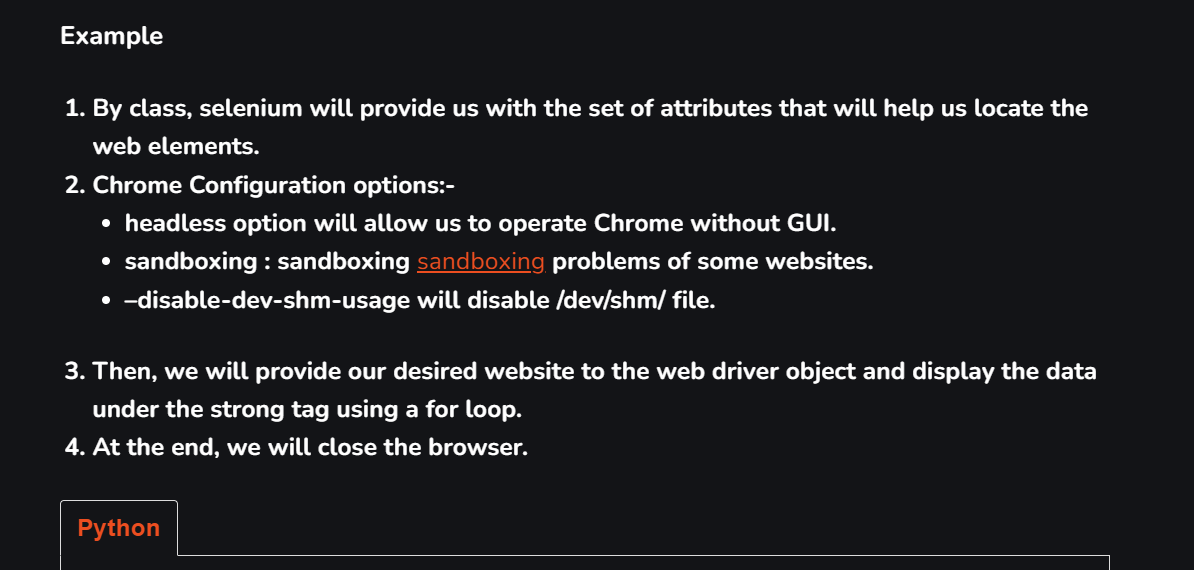 Example
1. By class, selenium will provide us with the set of attributes that will help us locate the
web elements.
2. Chrome Configuration options:-
• headless option will allow us to operate Chrome without GUI.
• sandboxing : sandboxing sandboxing problems of some websites.
• –disable-dev-shm-usage will disable /dev/shm/ file.
3. Then, we will provide our desired website to the web driver object and display the data
under the strong tag using a for loop.
4. At the end, we will close the browser.
Python